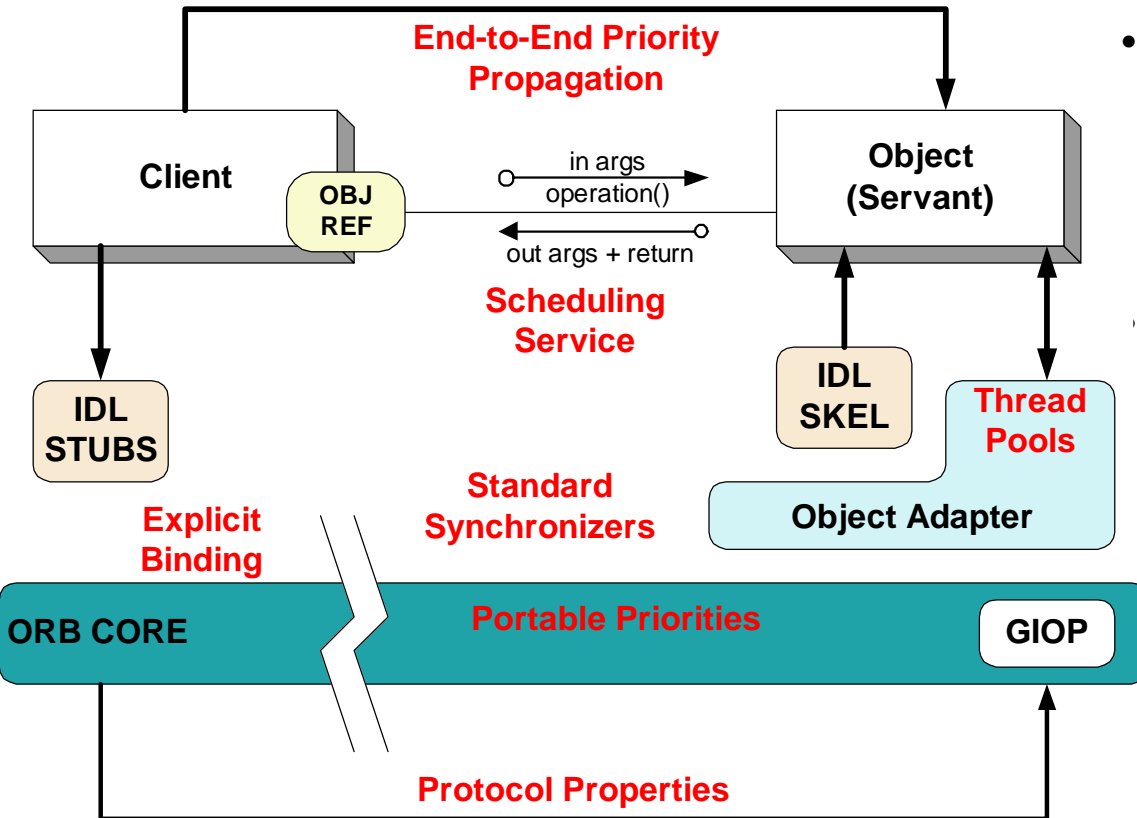 End-to-End Priority
Propagation
Client
OBJ
REF
in args
operation()
out args + return
Object
(Servant)
Scheduling
Service
IDL
STUBS
IDL
SKEL
Thread
Pools
Object Adapter
Standard
Synchronizers
Explicit
Binding
ORB CORE
Portable Priorities
GIOP
Protocol Properties